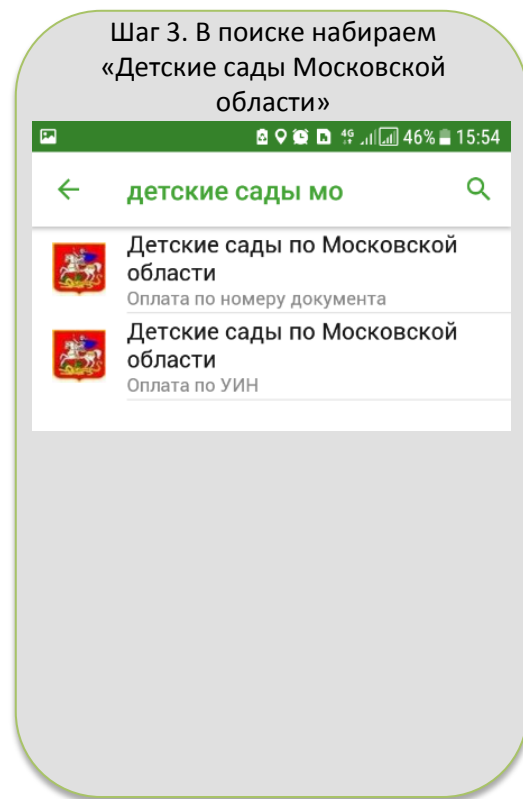 Шаг 3. В поиске набираем
«Детские сады Московской
области»
4G 46% 15:54
детские сады мо
Детские сады по Московской
области
Оплата по номеру документа
Детские сады по Московской
области
Оплата по УИН